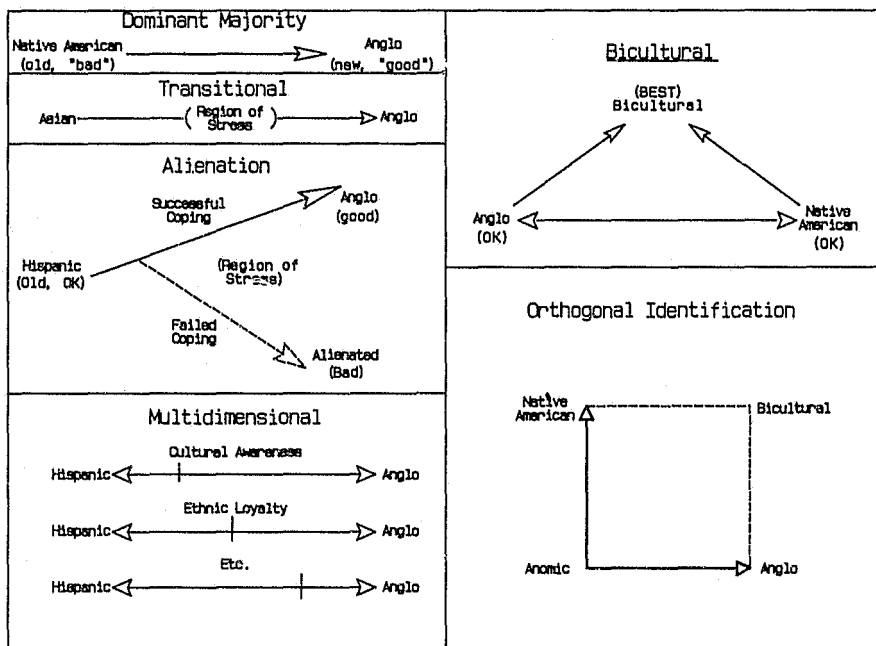 Dominant Majority
Native American
(old, "bad")
Anglo
(new, "good")
Transitional
Asian
(Region of
Stress)
Anglo
Alienation
Successful
Coping
Anglo
(good)
Hispanic
(Old, OK)
(Region of
Stress)
Failed
Coping
Alienated
(Bad)
Multidimensional
Cultural Awareness
Hispanic
Anglo
Ethnic Loyalty
Hispanic
Anglo
Etc.
Hispanic
Anglo
Bicultural
(BEST)
Bicultural
Anglo
(OK)
Native
American
(OK)
Orthogonal Identification
Native
American
Bicultural
Anomic
Anglo